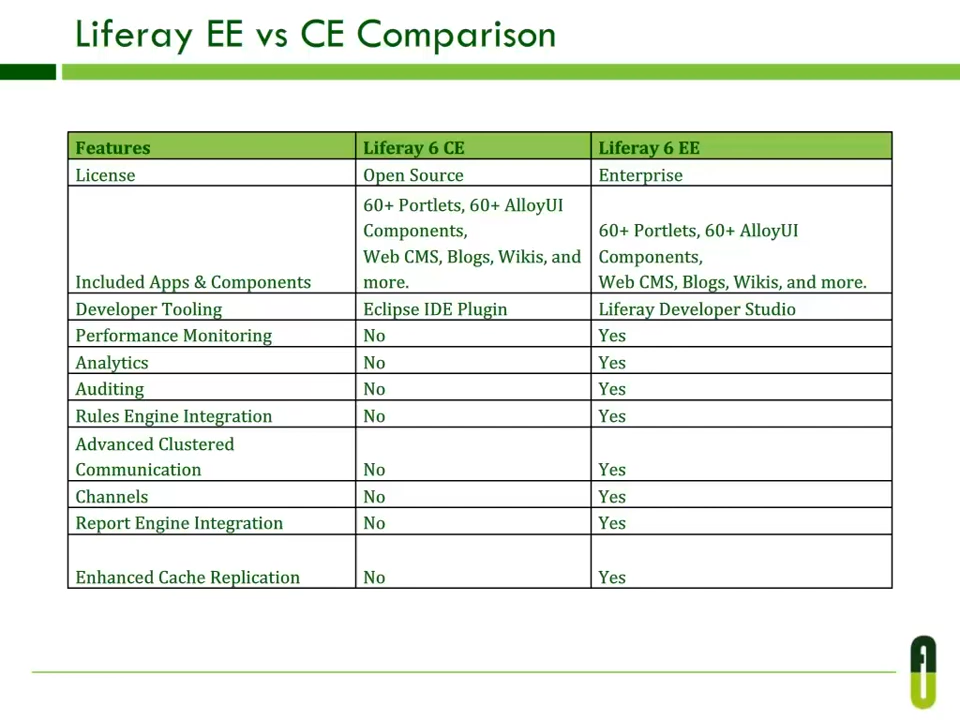 Liferay EE vs CE Comparison
Features Liferay 6 CE Liferay 6 EE
License Open Source Enterprise
60+ Portlets, 60+ AlloyUI
Components,
Web CMS, Blogs, Wikis, and
more.
60+ Portlets, 60+ AlloyUI
Components,
Web CMS, Blogs, Wikis, and more.
Included Apps & Components
Developer Tooling Eclipse IDE Plugin Liferay Developer Studio
Performance Monitoring No Yes
Analytics No Yes
Auditing No Yes
Rules Engine Integration No Yes
Advanced Clustered
Communication No Yes
Channels No Yes
Report Engine Integration No Yes
Enhanced Cache Replication No Yes